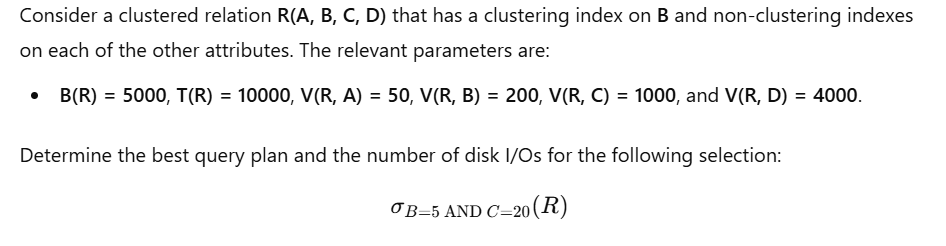 Consider a clustered relation R(A, B, C, D) that has a clustering index on B and non-clustering indexes
on each of the other attributes. The relevant parameters are:
• B(R) = 5000, T(R) = 10000, V(R, A) = 50, V(R, B) = 200, V(R, C) = 1000, and V(R, D) = 4000.
Determine the best query plan and the number of disk I/Os for the following selection:
σ_{B=5 AND C=20}(R)